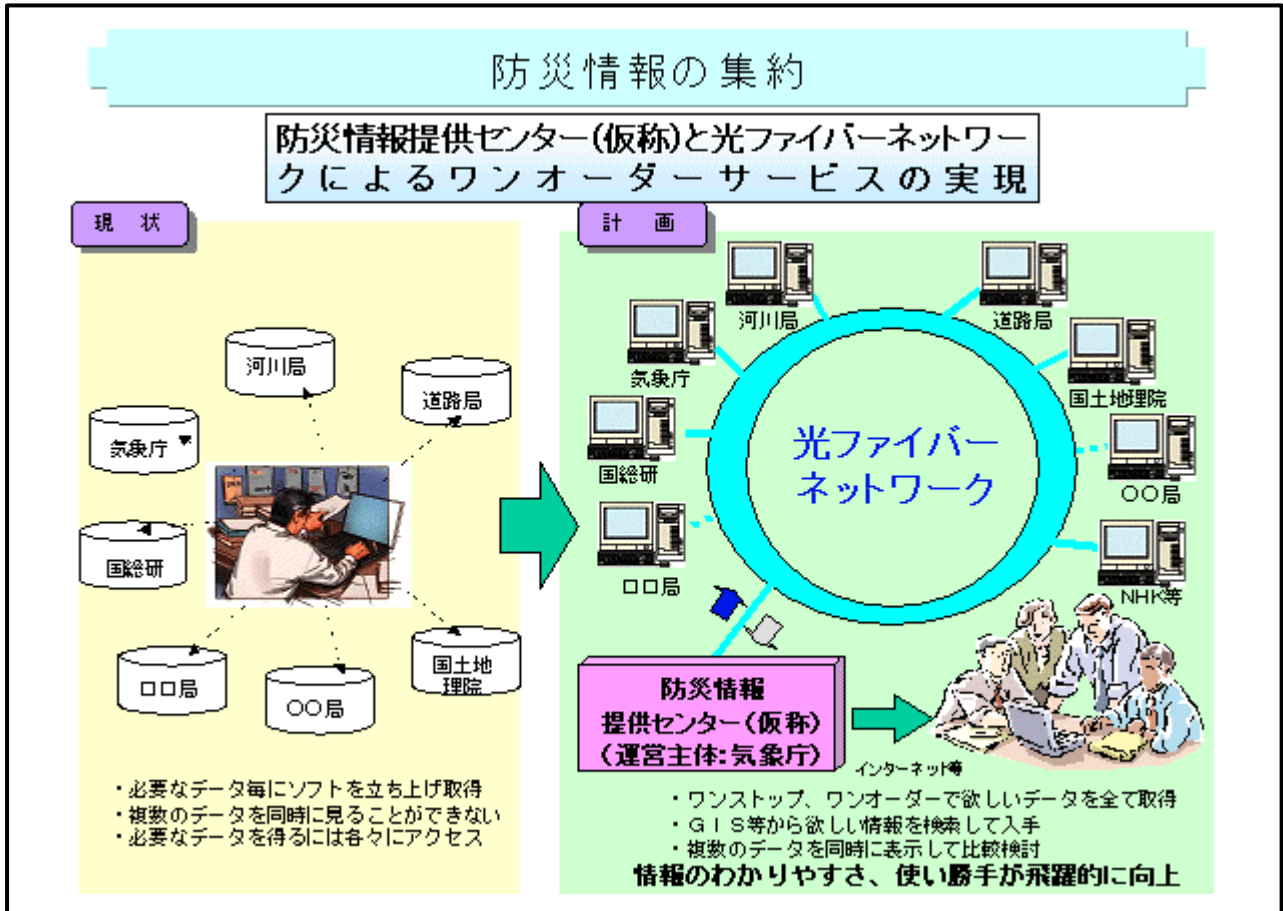 防災情報の集約
防災情報提供センター(仮称)と光ファイバーネットワー
クによるワンオーダーサービスの実現
現 状
河川局
道路局
気象庁
国総研
国土地
理院
□□局
○○局
・必要なデータ毎にソフトを立ち上げ取得
・複数のデータを同時に見ることができない
・必要なデータを得るには各々にアクセス
計 画
河川局
道路局
気象庁
国土地理院
国総研
○○局
□□局
NHK等
光ファイバー
ネットワーク
防災情報
提供センター(仮称)
(運営主体:気象庁)
インターネット等
・ワンストップ、ワンオーダーで欲しいデータを全て取得
・GIS等から欲しい情報を検索して入手
・複数のデータを同時に表示して比較検討
情報のわかりやすさ、使い勝手が飛躍的に向上